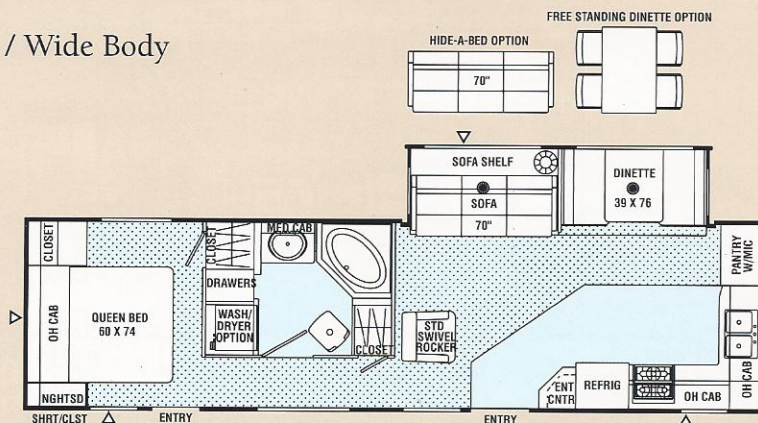 / Wide Body
FREE STANDING DINETTE OPTION
HIDE-A-BED OPTION
70"
SOFA SHELF
SOFA
70"
DINETTE
39 X 76
CLOSET
OH CAB
QUEEN BED
60 X 74
NGHTSD
SHRT/CLST
ENTRY
CLOSET
DRAWERS
WASH/
DRYER
OPTION
MED CAB
CLOSET
STD
SWIVEL
ROCKER
ENT
CNTR
REFRIG
ENTRY
OH CAB
OH CAB
PANTRY
W/MIC